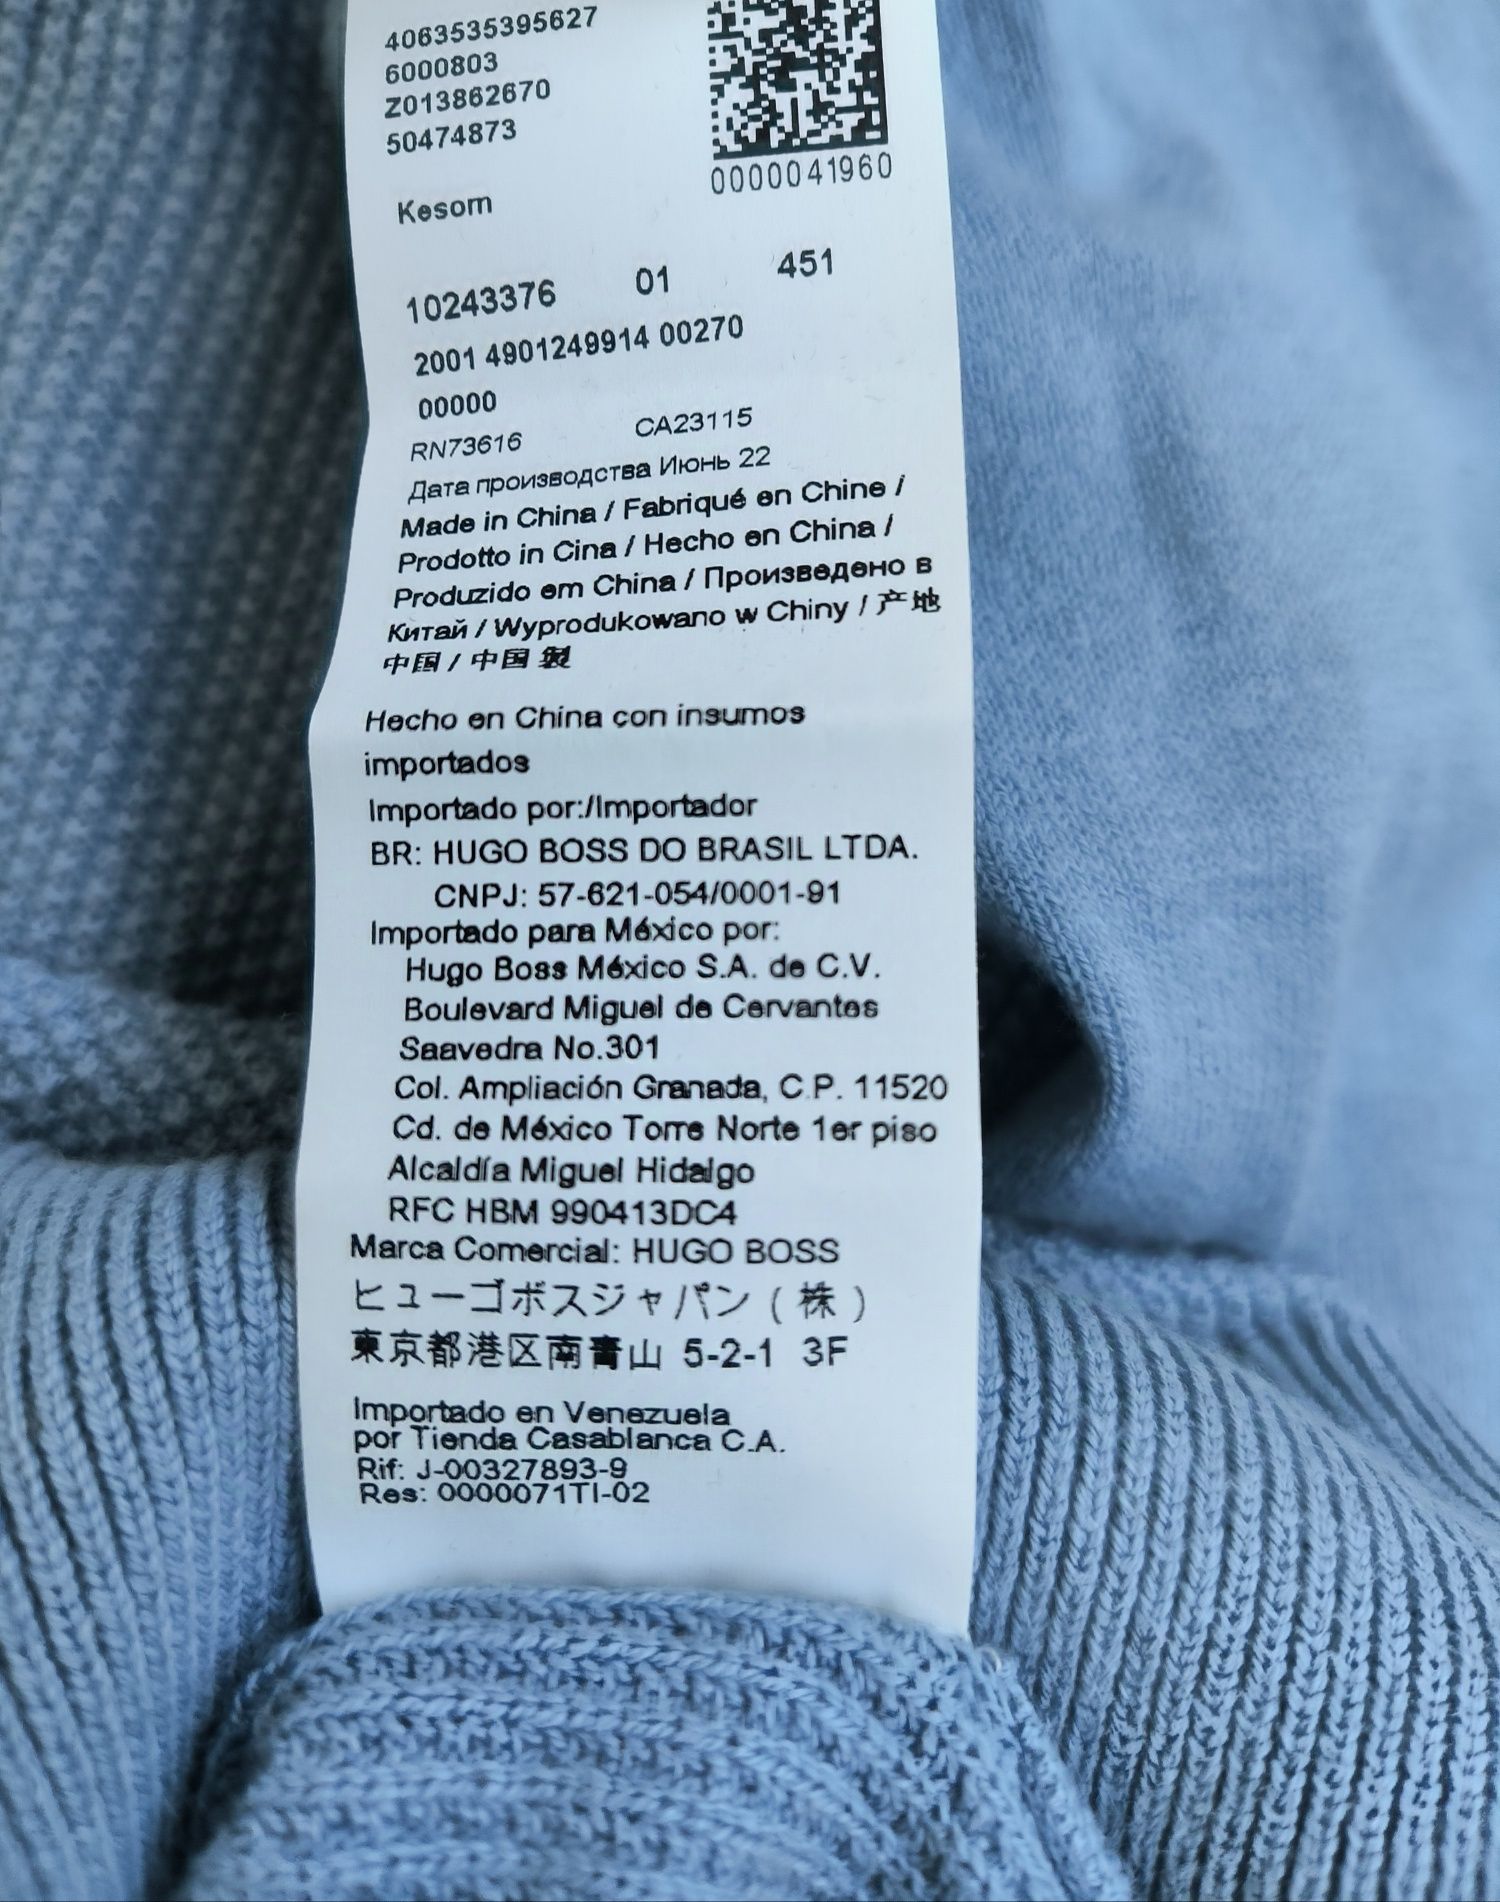 4063535395627
6000803
Z013862670
50474873
0000041960
Kesom
10243376 01 451
2001 4901249914 00270
00000
RN73616 CA23115
Дата производства Июнь 22
Made in China / Fabriqué en Chine /
Prodotto in Cina / Hecho en China /
Produzido em China / Произведено в
Китай / Wyprodukowano w Chiny / 产地
中国 / 中国製
Hecho en China con insumos
importados
Importado por:/Importador
BR: HUGO BOSS DO BRASIL LTDA.
CNPJ: 57-621-054/0001-91
Importado para México por:
Hugo Boss México S.A. de C.V.
Boulevard Miguel de Cervantes
Saavedra No.301
Col. Ampliación Granada, C.P. 11520
Cd. de México Torre Norte 1er piso
Alcaldía Miguel Hidalgo
RFC HBM 990413DC4
Marca Comercial: HUGO BOSS
ヒューゴボスジャパン (株)
東京都港区南青山 5-2-1 3F
Importado en Venezuela
por Tienda Casablanca C.A.
Rif: J-00327893-9
Res: 0000071TI-02